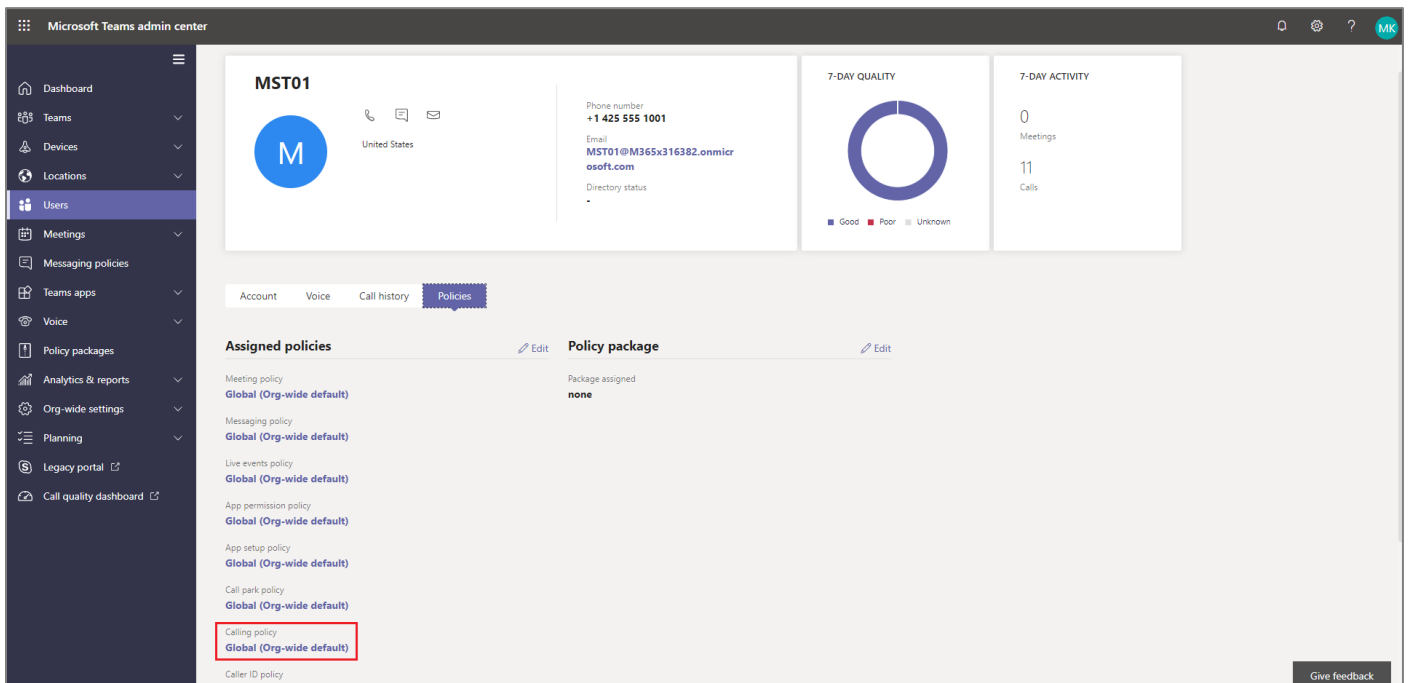 Microsoft Teams admin center
?
MK
Dashboard
Teams
Devices
Locations
Users
Meetings
Messaging policies
Teams apps
Voice
Policy packages
Analytics & reports
Org-wide settings
Planning
Legacy portal
Call quality dashboard
MST01
M
United States
Phone number
+1 425 555 1001
Email
MST01@M365x316382.onmicr
osoft.com
Directory status
-
7-DAY QUALITY
Good Poor Unknown
7-DAY ACTIVITY
0
Meetings
11
Calls
Account Voice Call history Policies
Assigned policies Edit
Meeting policy
Global (Org-wide default)
Messaging policy
Global (Org-wide default)
Live events policy
Global (Org-wide default)
App permission policy
Global (Org-wide default)
App setup policy
Global (Org-wide default)
Call park policy
Global (Org-wide default)
Calling policy
Global (Org-wide default)
Caller ID policy
Policy package Edit
Package assigned
none
Give feedback